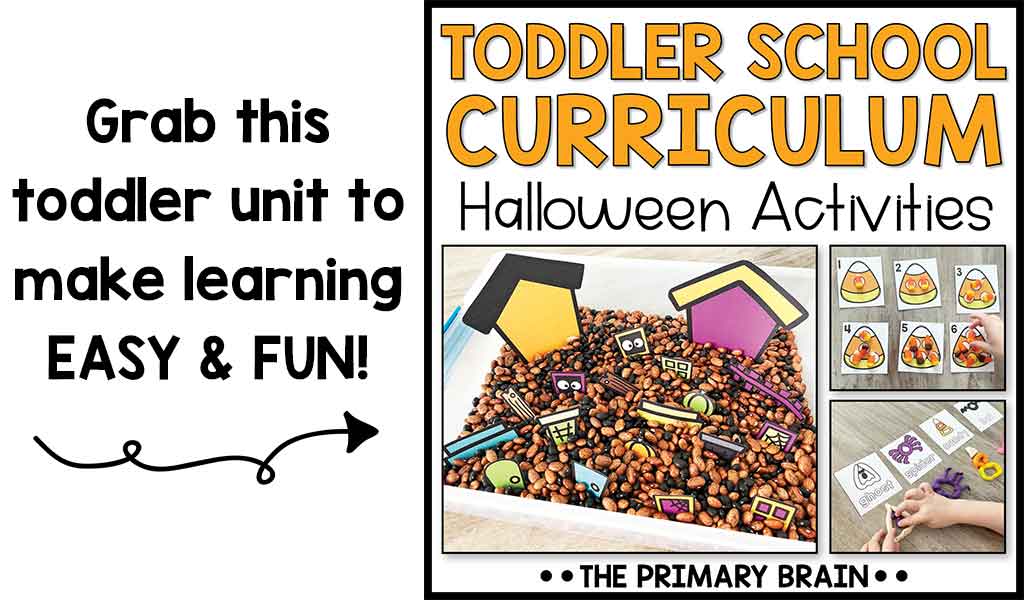 Grab this
toddler unit to
make learning
EASY & FUN!
TODDLER SCHOOL
CURRICULUM
Halloween Activities
1 2 3
4 5 6
ghost
spider
candy
••THE PRIMARY BRAIN••